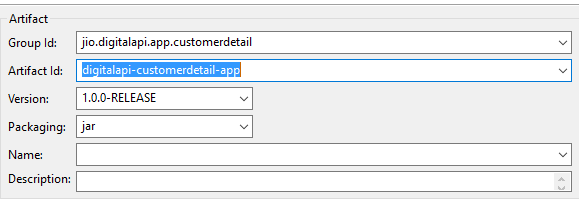 Artifact
Group Id: jio.digitalapi.app.customerdetail
Artifact Id: digitalapi-customerdetail-app
Version: 1.0.0-RELEASE
Packaging: jar
Name:
Description: